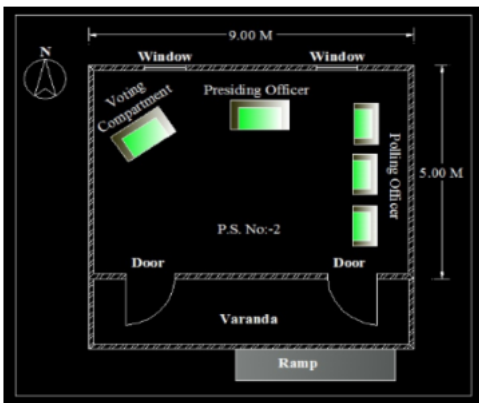 9.00 M
N
Window
Window
Voting
Compartment
Presiding Officer
Polling Officer
5.00 M
P.S. No:-2
Door
Door
Varanda
Ramp